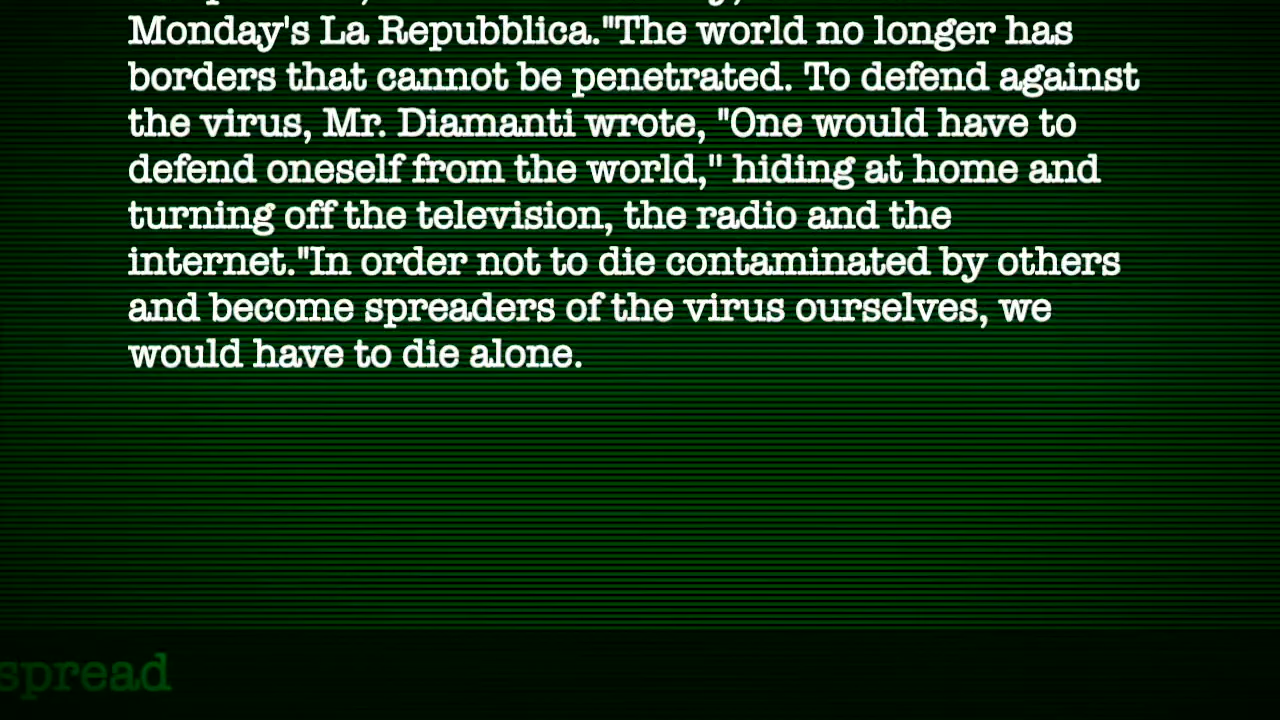 Monday's La Repubblica."The world no longer has
borders that cannot be penetrated. To defend against
the virus, Mr. Diamanti wrote, "One would have to
defend oneself from the world," hiding at home and
turning off the television, the radio and the
internet."In order not to die contaminated by others
and become spreaders of the virus ourselves, we
would have to die alone.
spread